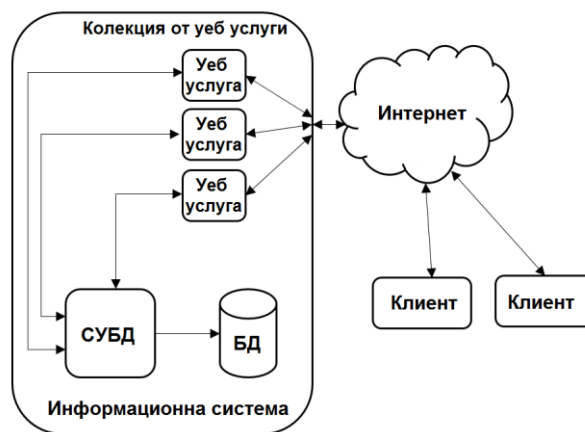 Колекция от уеб услуги
Уеб
услуга
Уеб
услуга
Уеб
услуга
Интернет
Клиент
Клиент
СУБД
БД
Информационна система